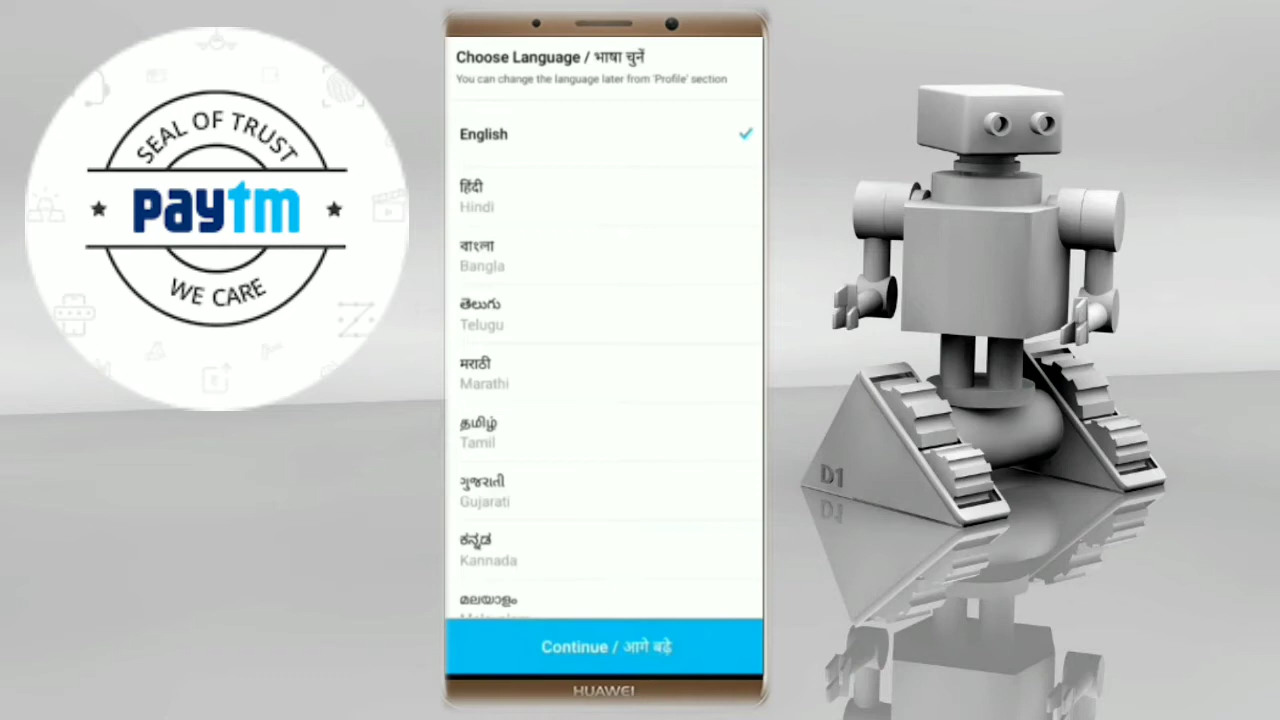 SEAL OF TRUST
paytm
WE CARE
Choose Language / भाषा चुनें
You can change the language later from 'Profile' section
English
हिंदी
Hindi
বাংলা
Bangla
తెలుగు
Telugu
मराठी
Marathi
தமிழ்
Tamil
ગુજરાતી
Gujarati
ಕನ್ನಡ
Kannada
മലയാളം
Continue / आगे बढ़े
HUAWEI
D1